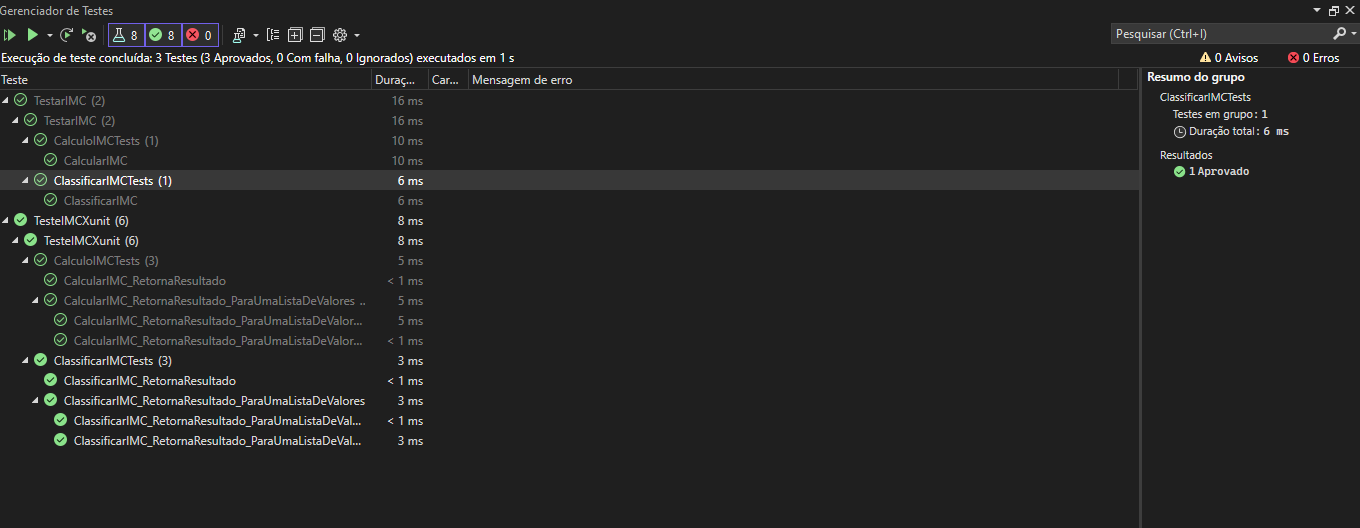 Gerenciador de Testes
8 8 0
Pesquisar (Ctrl+I)
Execução de teste concluída: 3 Testes (3 Aprovados, 0 Com falha, 0 Ignorados) executados em 1 s
0 Avisos 0 Erros
Teste Duraç... Car... Mensagem de erro
Resumo do grupo
ClassificarIMCTests
Testes em grupo: 1
Duração total: 6 ms
Resultados
1 Aprovado
TestarIMC (2) 16 ms
TestarIMC (2) 16 ms
CalculoIMCTests (1) 10 ms
CalcularIMC 10 ms
ClassificarIMCTests (1) 6 ms
ClassificarIMC 6 ms
TesteIMCXunit (6) 8 ms
TesteIMCXunit (6) 8 ms
CalculoIMCTests (3) 5 ms
CalcularIMC_RetornaResultado < 1 ms
CalcularIMC_RetornaResultado_ParaUmaListaDeValores .. 5 ms
CalcularIMC_RetornaResultado_ParaUmaListaDeValor... 5 ms
CalcularIMC_RetornaResultado_ParaUmaListaDeValor... < 1 ms
ClassificarIMCTests (3) 3 ms
ClassificarIMC_RetornaResultado < 1 ms
ClassificarIMC_RetornaResultado_ParaUmaListaDeValores 3 ms
ClassificarIMC_RetornaResultado_ParaUmaListaDeVal... < 1 ms
ClassificarIMC_RetornaResultado_ParaUmaListaDeVal... 3 ms